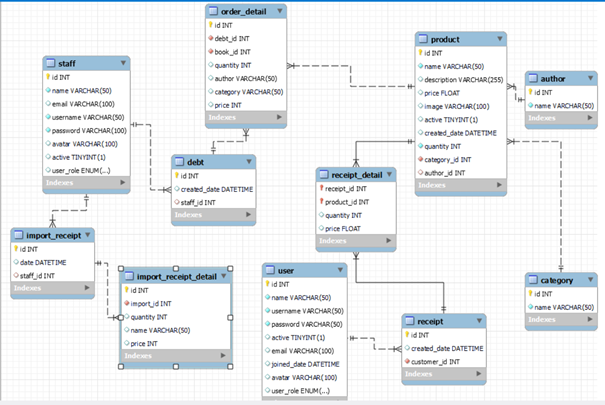 order_detail
id INT
debt_id INT
book_id INT
quantity INT
author VARCHAR(50)
category VARCHAR(50)
price INT
Indexes
product
id INT
name VARCHAR(50)
description VARCHAR(255)
price FLOAT
image VARCHAR(100)
active TINYINT(1)
created_date DATETIME
quantity INT
category_id INT
author_id INT
Indexes
staff
id INT
name VARCHAR(50)
email VARCHAR(100)
username VARCHAR(50)
password VARCHAR(100)
avatar VARCHAR(100)
active TINYINT(1)
user_role ENUM(...)
Indexes
author
id INT
name VARCHAR(50)
Indexes
debt
id INT
created_date DATETIME
staff_id INT
Indexes
receipt_detail
receipt_id INT
product_id INT
quantity INT
price FLOAT
Indexes
import_receipt
id INT
date DATETIME
staff_id INT
Indexes
import_receipt_detail
id INT
import_id INT
quantity INT
name VARCHAR(50)
price INT
Indexes
user
id INT
name VARCHAR(50)
username VARCHAR(50)
password VARCHAR(50)
active TINYINT(1)
email VARCHAR(100)
joined_date DATETIME
avatar VARCHAR(100)
user_role ENUM(...)
category
id INT
name VARCHAR(50)
Indexes
receipt
id INT
created_date DATETIME
customer_id INT
Indexes